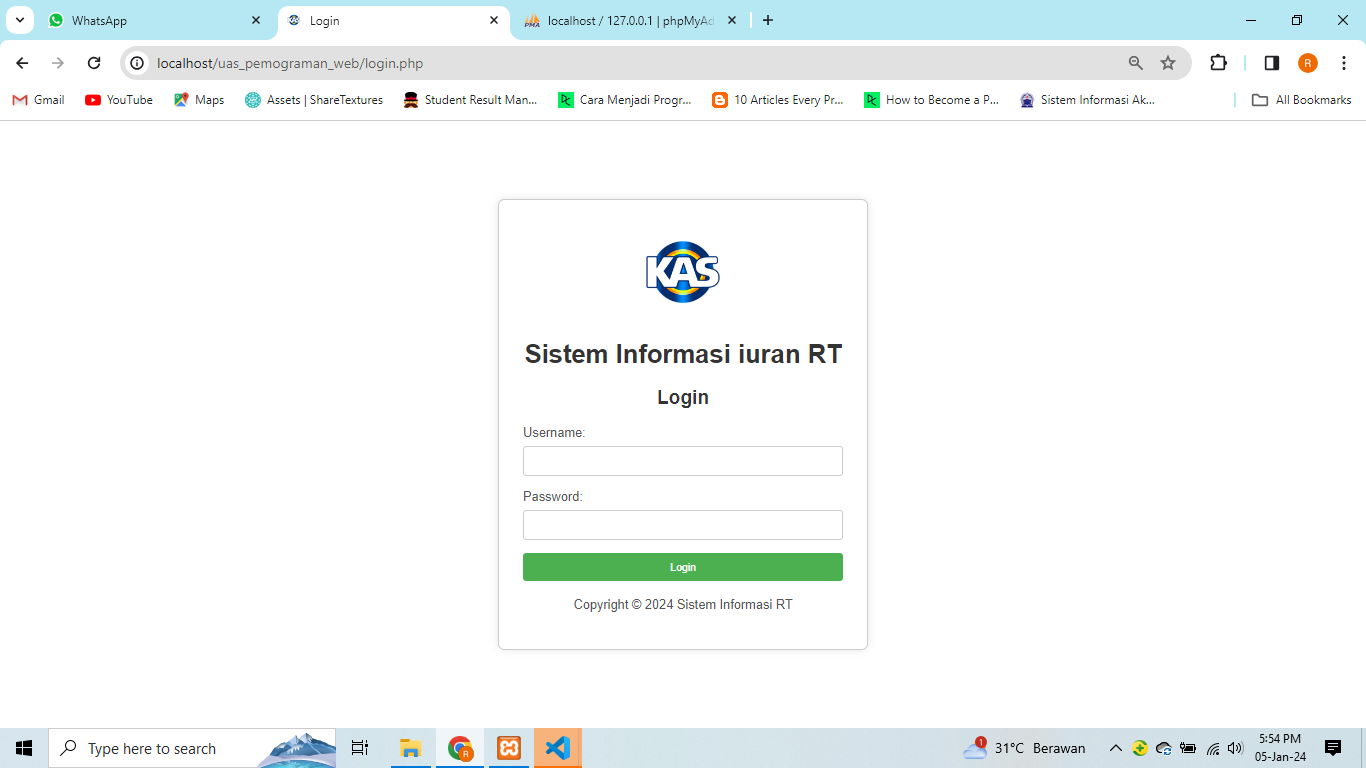 WhatsApp
Login
PMA
localhost / 127.0.0.1 | phpMyAd
localhost/uas_pemograman_web/login.php
R
Gmail
YouTube
Maps
Assets | ShareTextures
Student Result Man...
Cara Menjadi Progr...
10 Articles Every Pr...
How to Become a P...
Sistem Informasi Ak...
All Bookmarks
KAS
Sistem Informasi iuran RT
Login
Username:
Password:
Login
Copyright © 2024 Sistem Informasi RT
Type here to search
R
1
31°C Berawan
5:54 PM
05-Jan-24